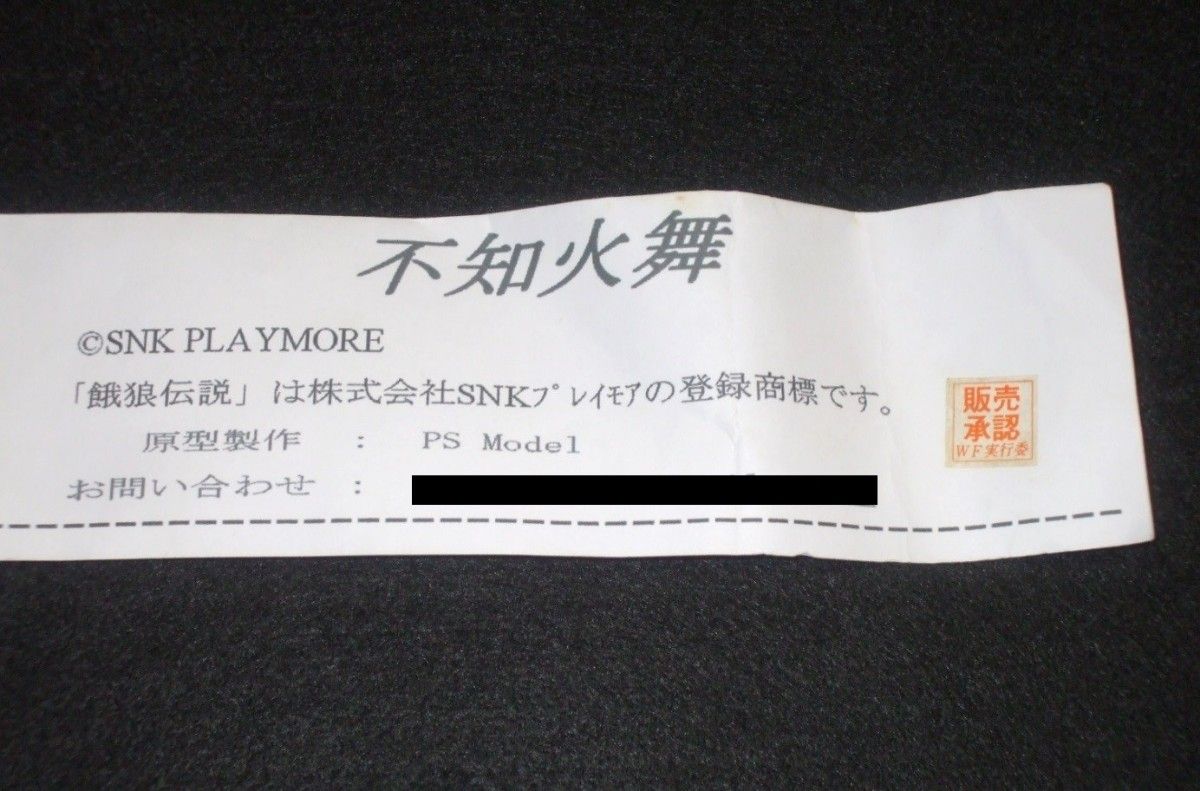 不知火舞
©SNK PLAYMORE
「餓狼伝説」は株式会社SNKﾌﾟﾚｲﾓｱの登録商標です。
原型製作 : PS Model
お問い合わせ :
販売
承認
WF実行委